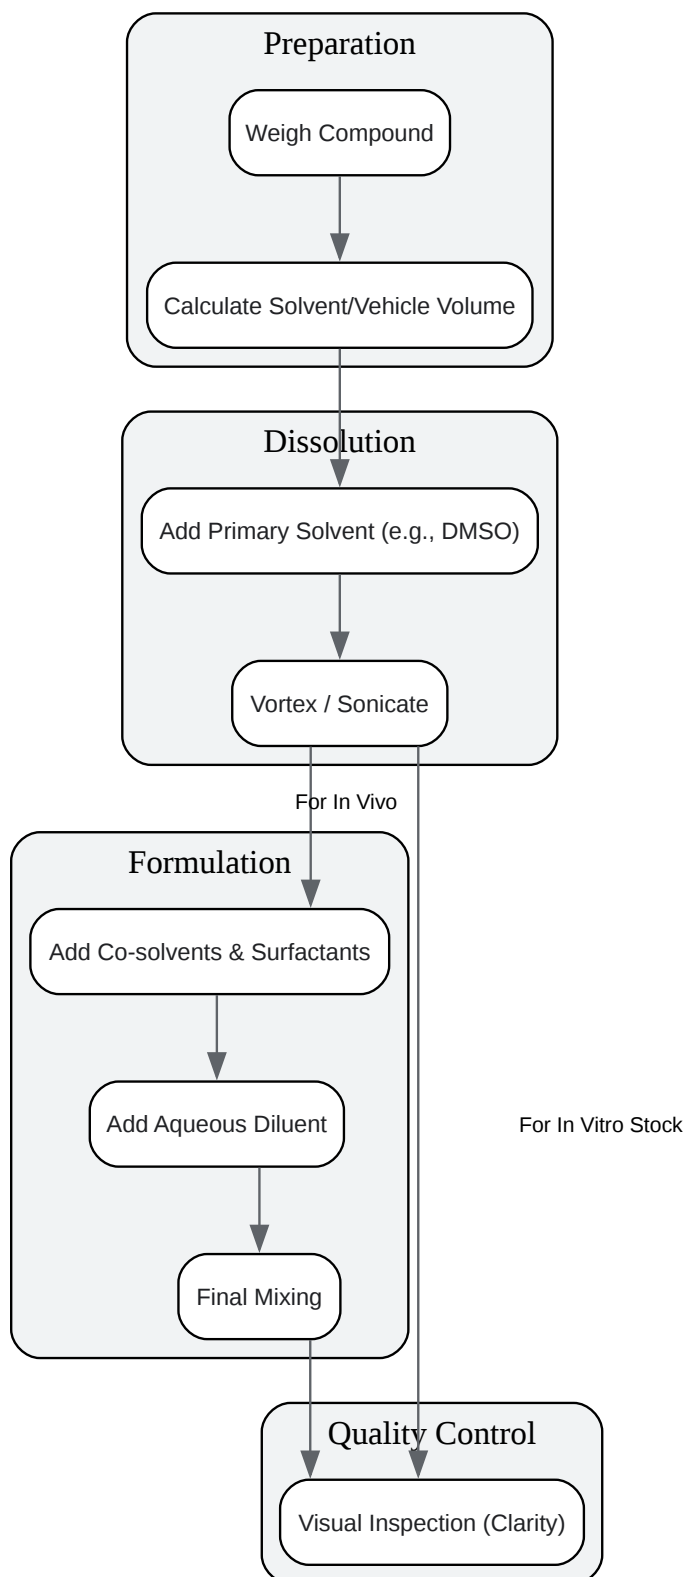 Preparation
Weigh Compound
Calculate Solvent/Vehicle Volume
Dissolution
Add Primary Solvent (e.g., DMSO)
Vortex / Sonicate
For In Vivo
Formulation
Add Co-solvents & Surfactants
Add Aqueous Diluent
For In Vitro Stock
Final Mixing
Quality Control
Visual Inspection (Clarity)